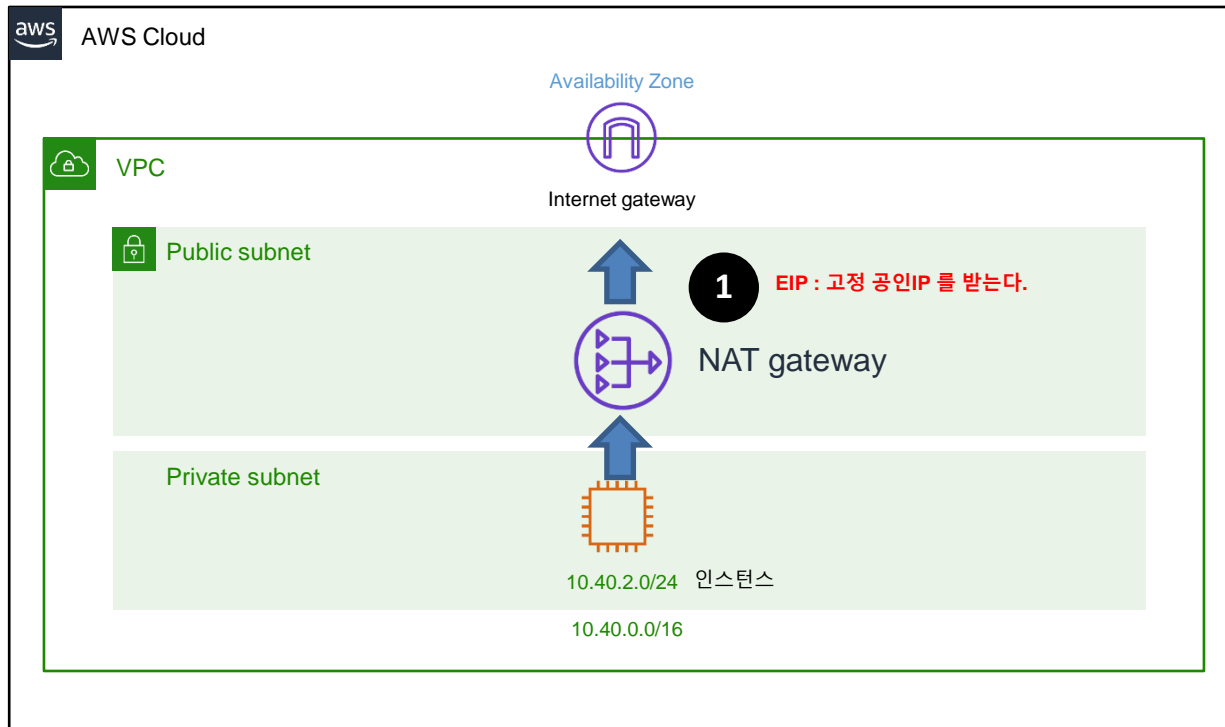 aws
AWS Cloud
Availability Zone
VPC
Internet gateway
Public subnet
1
EIP : 고정 공인IP 를 받는다.
NAT gateway
Private subnet
10.40.2.0/24 인스턴스
10.40.0.0/16